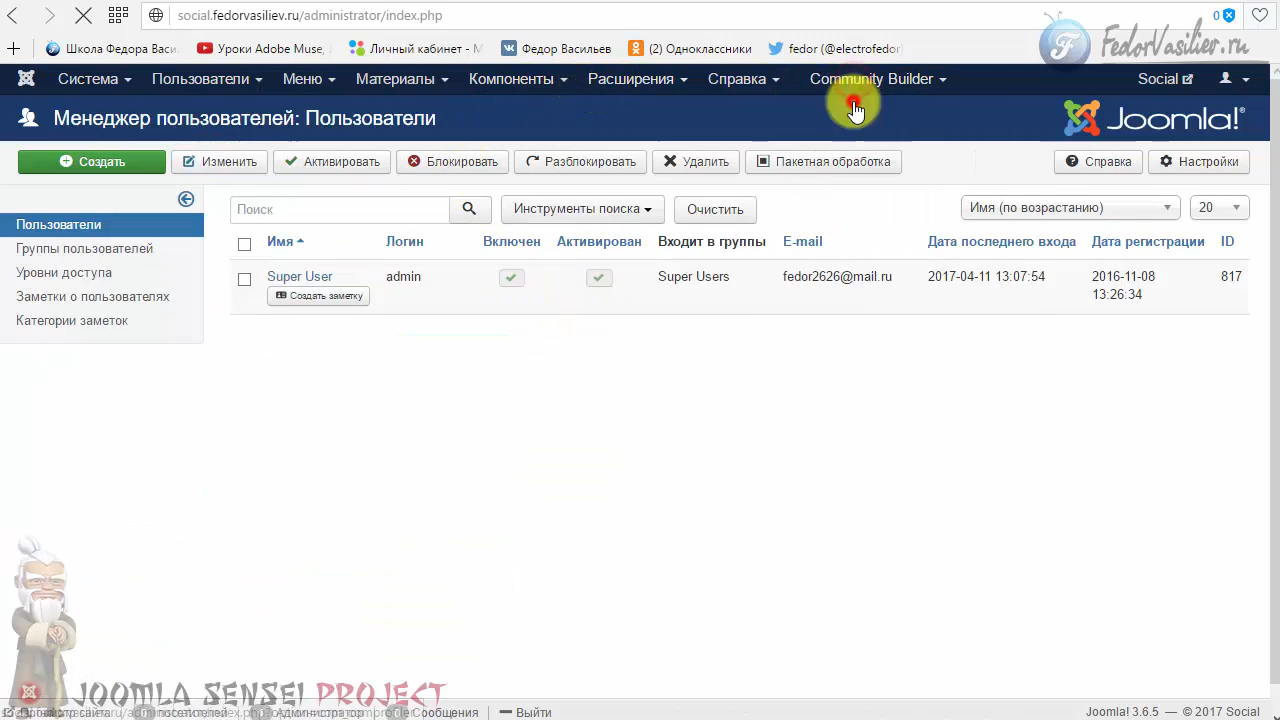 social.fedorvasiliev.ru/administrator/index.php
0
Школа Федора Васи. Уроки Adobe Muse, Личный кабинет - М Федор Васильев (2) Одноклассники fedor (@electrofedor)
FedorVasiliev.ru
Система Пользователи Меню Материалы Компоненты Расширения Справка Community Builder Social
Менеджер пользователей: Пользователи
Joomla!®
Создать Изменить Активировать Блокировать Разблокировать Удалить Пакетная обработка Справка Настройки
Пользователи
Группы пользователей
Уровни доступа
Заметки о пользователях
Категории заметок
Поиск Инструменты поиска Очистить Имя (по возрастанию) 20
Имя Логин Включен Активирован Входит в группы E-mail Дата последнего входа Дата регистрации ID
Super User admin Super Users fedor2626@mail.ru 2017-04-11 13:07:54 2016-11-08 817
Создать заметку 13:26:34
JOOMLA SENSEI PROJECT
Сообщения Выйти Joomla! 3.6.5 — © 2017 Social